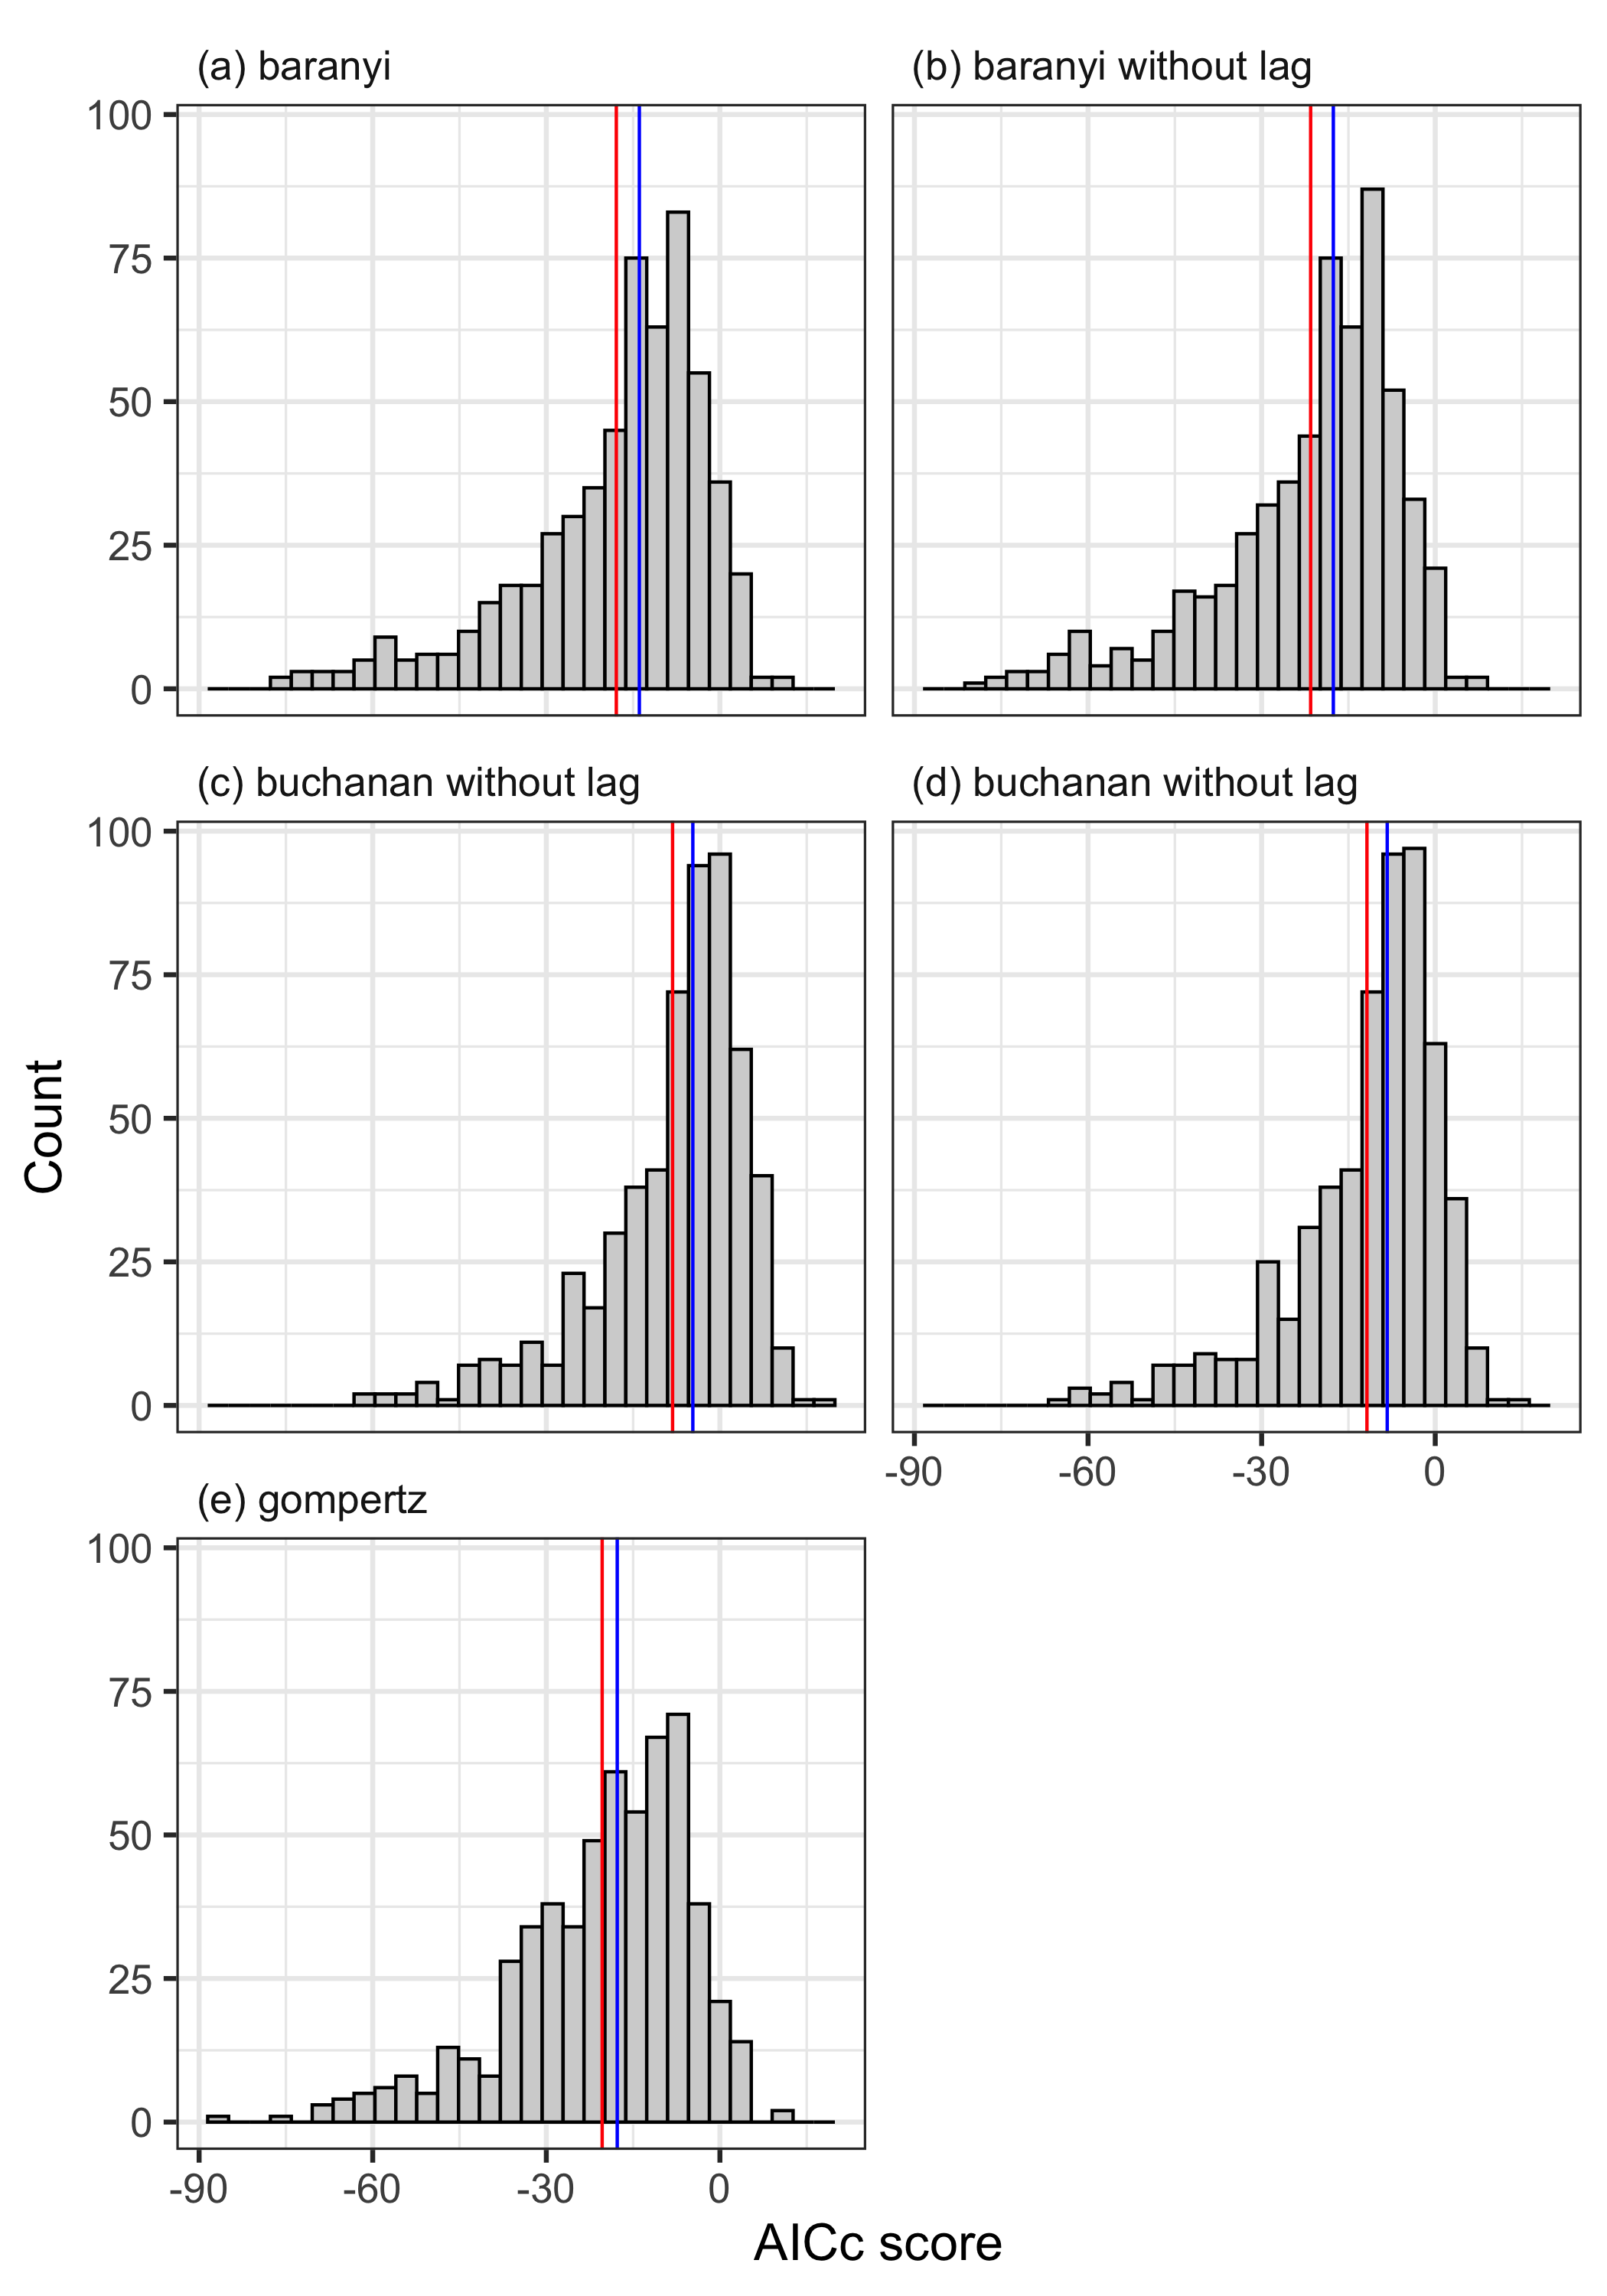 (a) baranyi
(b) baranyi without lag
100
75
50
25
0
(c) buchanan without lag
(d) buchanan without lag
100
75
50
25
0
-90 -60 -30 0
(e) gompertz
100
75
50
25
0
-90 -60 -30 0
Count
AICc score